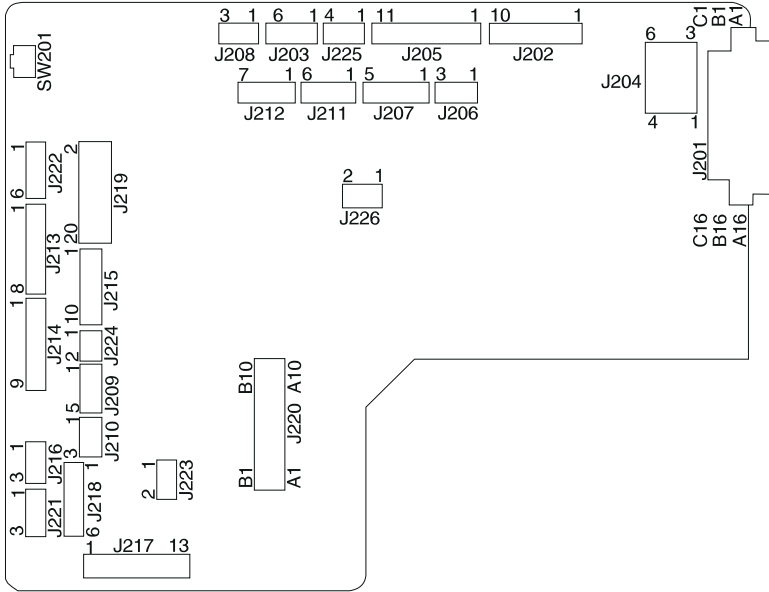 3 1 6 1 4 1 11 1 10 1
J208 J203 J225 J205 J202
C1
B1
A1
SW201
6 3
J204
4 1
J201
C16
B16
A16
7 1 6 1 5 1 3 1
J212 J211 J207 J206
2 1
J226
1 6 J222
2 20 J219
1 8 J213
1 10 J215
1 9 J214
1 2 J224
1 5 J209
1 3 J210
1 3 J216
1 6 J218
1 3 J221
1 2 J223
B10 A10
J220
B1 A1
1 J217 13